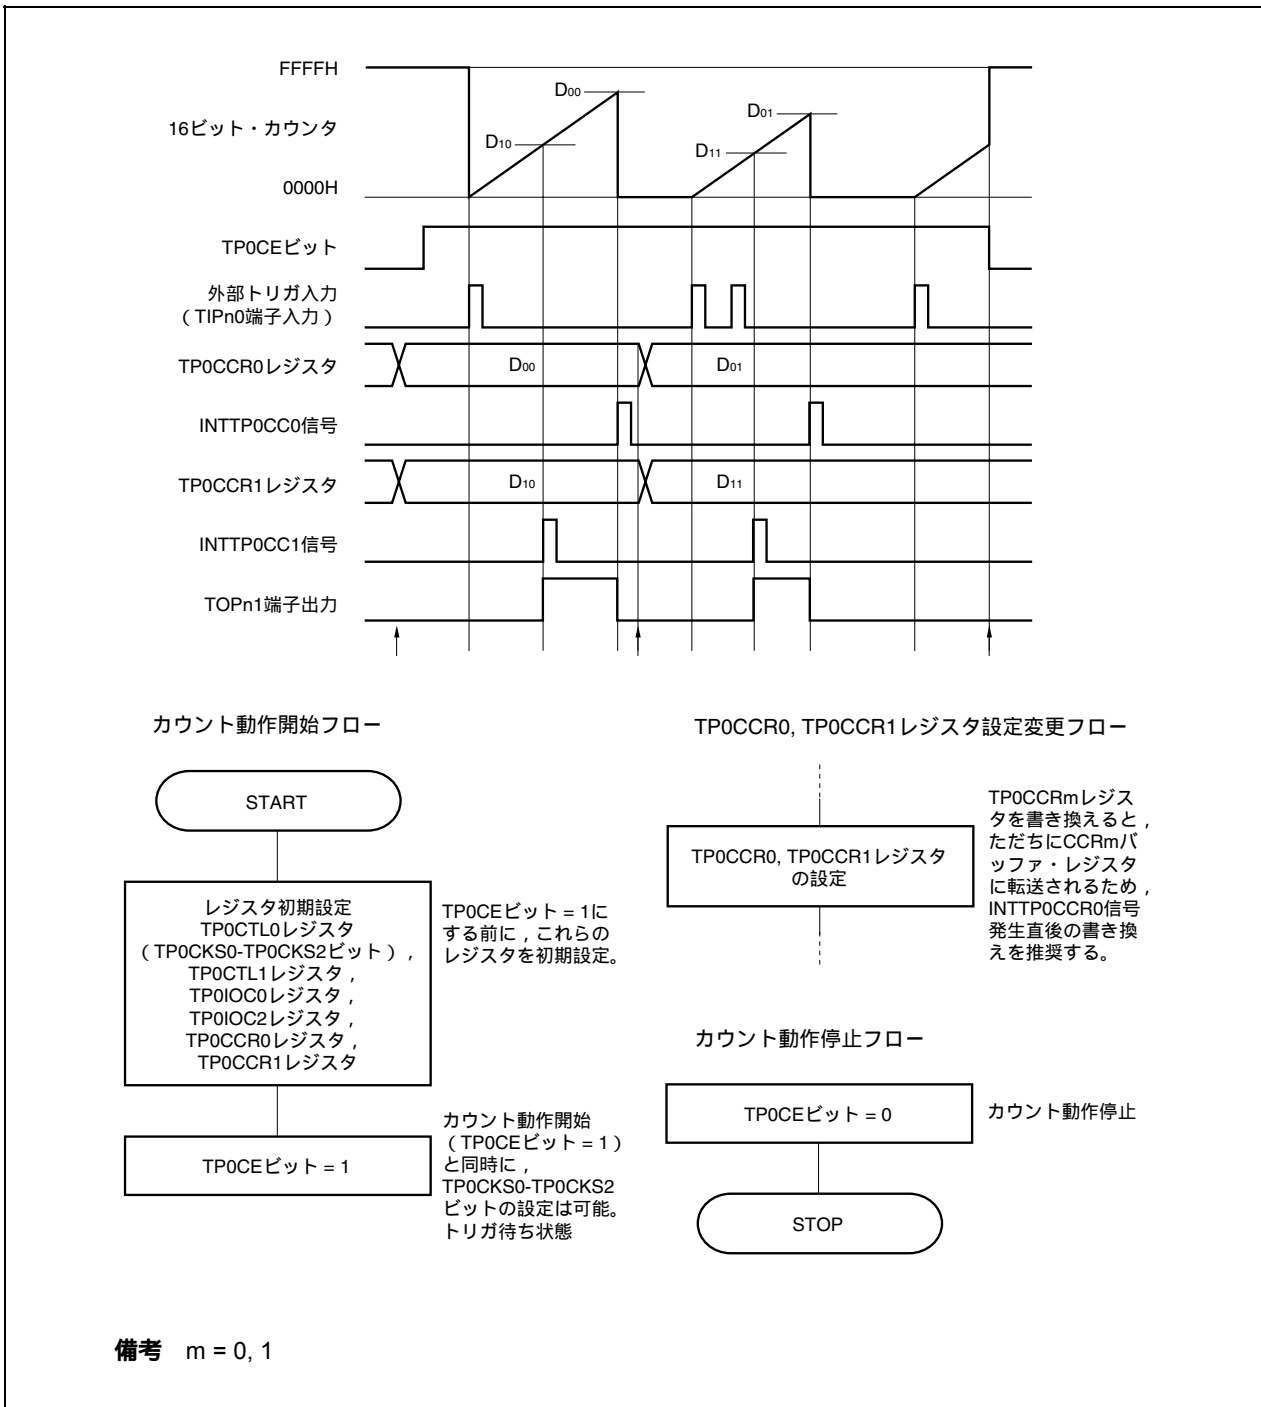 FFFFH
D00
D01
16ビット・カウンタ
D10
D11
0000H
TP0CEビット
外部トリガ入力
（TIPn0端子入力）
TP0CCR0レジスタ
D00
D01
INTTP0CC0信号
TP0CCR1レジスタ
D10
D11
INTTP0CC1信号
TOPn1端子出力
カウント動作開始フロー
START
レジスタ初期設定
TP0CTL0レジスタ
（TP0CKS0-TP0CKS2ビット），
TP0CTL1レジスタ，
TP0IOC0レジスタ，
TP0IOC2レジスタ，
TP0CCR0レジスタ，
TP0CCR1レジスタ
TP0CEビット = 1に
する前に，これらの
レジスタを初期設定。
TP0CEビット = 1
カウント動作開始
（TP0CEビット = 1）
と同時に，
TP0CKS0-TP0CKS2
ビットの設定は可能。
トリガ待ち状態
TP0CCR0, TP0CCR1レジスタ設定変更フロー
TP0CCR0, TP0CCR1レジスタ
の設定
TP0CCRmレジス
タを書き換えると，
ただちにCCRmバ
ッファ・レジスタ
に転送されるため，
INTTP0CCR0信号
発生直後の書き換
えを推奨する。
カウント動作停止フロー
TP0CEビット = 0
カウント動作停止
STOP
備考 m = 0, 1